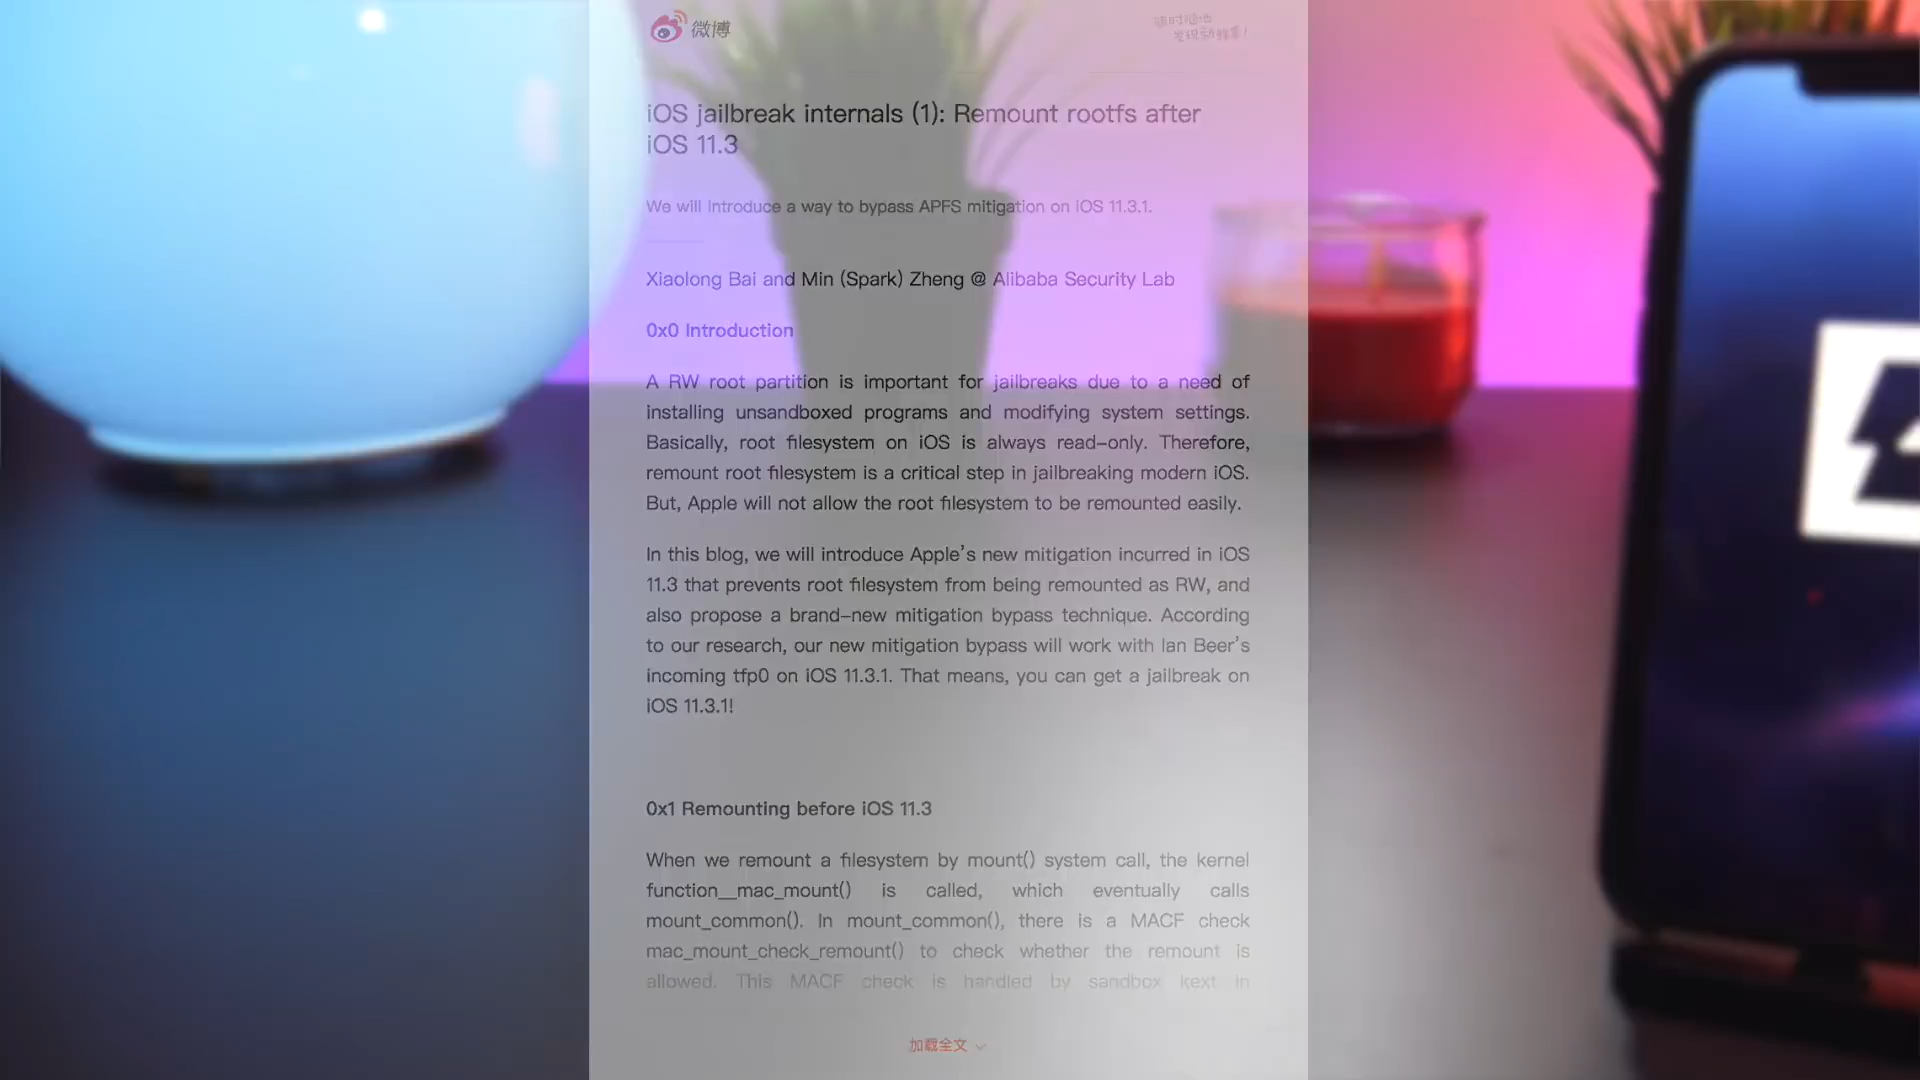 微博
随时随地
发现新鲜事!
iOS jailbreak internals (1): Remount rootfs after
iOS 11.3
We will introduce a way to bypass APFS mitigation on iOS 11.3.1.
Xiaolong Bai and Min (Spark) Zheng @ Alibaba Security Lab
0x0 Introduction
A RW root partition is important for jailbreaks due to a need of
installing unsandboxed programs and modifying system settings.
Basically, root filesystem on iOS is always read-only. Therefore,
remount root filesystem is a critical step in jailbreaking modern iOS.
But, Apple will not allow the root filesystem to be remounted easily.
In this blog, we will introduce Apple's new mitigation incurred in iOS
11.3 that prevents root filesystem from being remounted as RW, and
also propose a brand-new mitigation bypass technique. According
to our research, our new mitigation bypass will work with Ian Beer's
incoming tfp0 on iOS 11.3.1. That means, you can get a jailbreak on
iOS 11.3.1!
0x1 Remounting before iOS 11.3
When we remount a filesystem by mount() system call, the kernel
function__mac_mount() is called, which eventually calls
mount_common(). In mount_common(), there is a MACF check
mac_mount_check_remount() to check whether the remount is
allowed. This MACF check is handled by sandbox kext in
加载全文